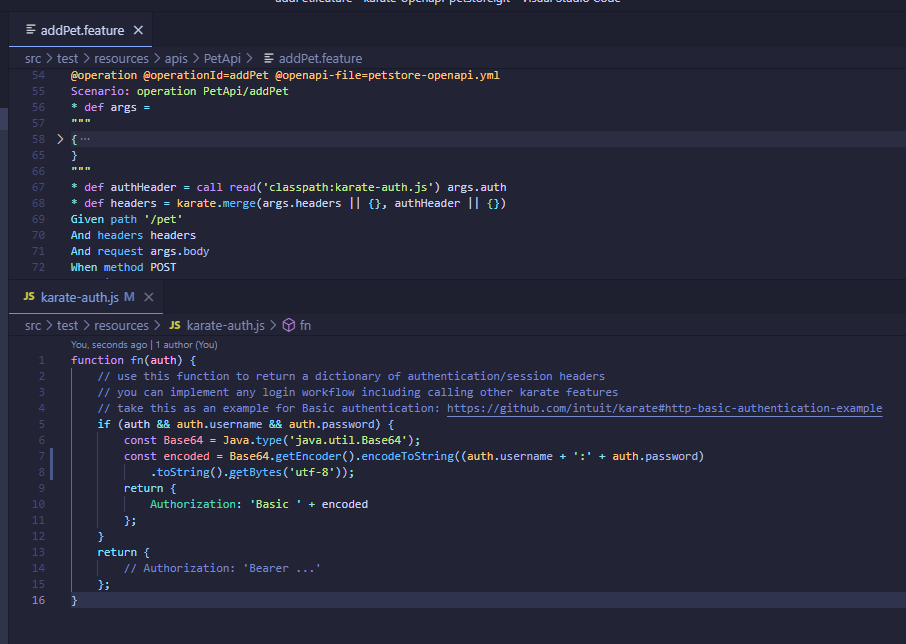 addPet.feature
src > test > resources > apis > PetApi > addPet.feature
54 @operation @operationId=addPet @openapi-file=petstore-openapi.yml
55 Scenario: operation PetApi/addPet
56 * def args =
57 """
58 { ...
65 }
66 """
67 * def authHeader = call read('classpath:karate-auth.js') args.auth
68 * def headers = karate.merge(args.headers || {}, authHeader || {})
69 Given path '/pet'
70 And headers headers
71 And request args.body
72 When method POST
JS karate-auth.js M
src > test > resources > JS karate-auth.js > fn
You, seconds ago | 1 author (You)
1 function fn(auth) {
2 // use this function to return a dictionary of authentication/session headers
3 // you can implement any login workflow including calling other karate features
4 // take this as an example for Basic authentication: https://github.com/intuit/karate#http-basic-authentication-example
5 if (auth && auth.username && auth.password) {
6 const Base64 = Java.type('java.util.Base64');
7 const encoded = Base64.getEncoder().encodeToString((auth.username + ':' + auth.password)
8 .toString().getBytes('utf-8'));
9 return {
10 Authorization: 'Basic ' + encoded
11 };
12 }
13 return {
14 // Authorization: 'Bearer ...'
15 };
16 }